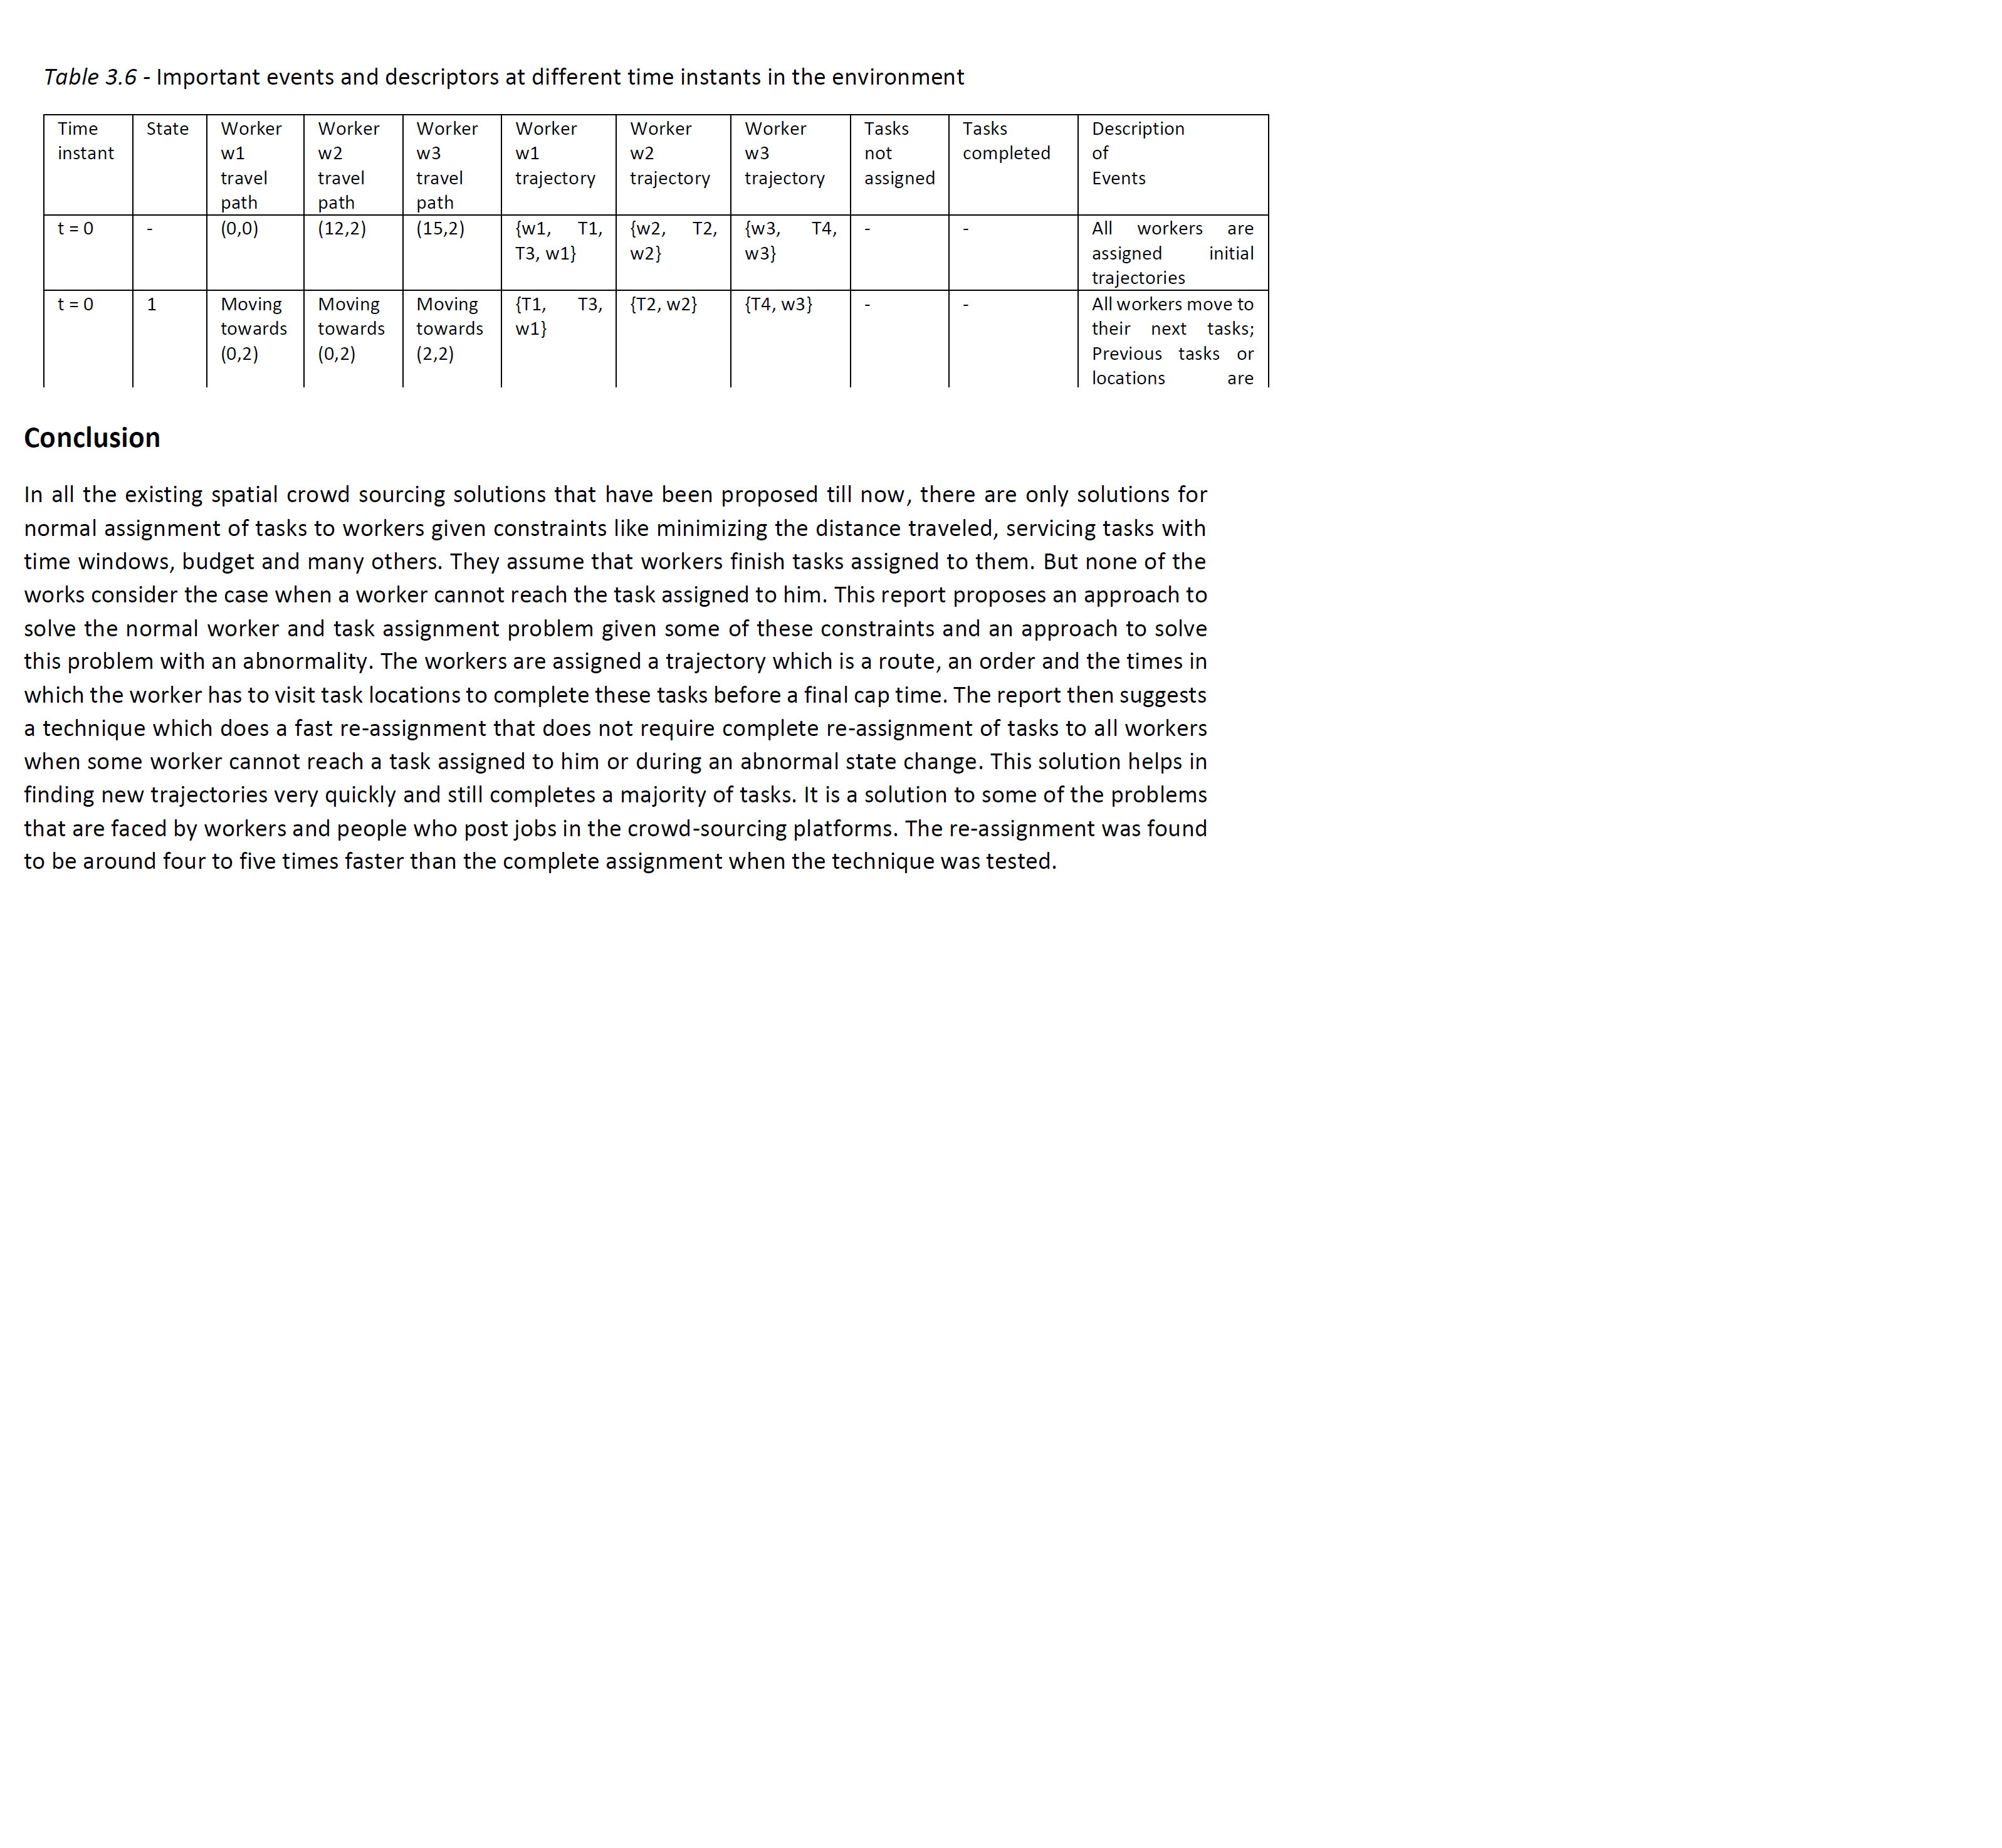 Table 3.6 - Important events and descriptors at different time instants in the environment
Time instant | State | Worker w1 travel path | Worker w2 travel path | Worker w3 travel path | Worker w1 trajectory | Worker w2 trajectory | Worker w3 trajectory | Tasks not assigned | Tasks completed | Description of Events
t = 0 | - | (0,0) | (12,2) | (15,2) | {w1, T1, T3, w1} | {w2, T2, w2} | {w3, T4, w3} | - | - | All workers are assigned initial trajectories
t = 0 | 1 | Moving towards (0,2) | Moving towards (0,2) | Moving towards (2,2) | {T1, T3, w1} | {T2, w2} | {T4, w3} | - | - | All workers move to their next tasks; Previous tasks or locations are
Conclusion
In all the existing spatial crowd sourcing solutions that have been proposed till now, there are only solutions for
normal assignment of tasks to workers given constraints like minimizing the distance traveled, servicing tasks with
time windows, budget and many others. They assume that workers finish tasks assigned to them. But none of the
works consider the case when a worker cannot reach the task assigned to him. This report proposes an approach to
solve the normal worker and task assignment problem given some of these constraints and an approach to solve
this problem with an abnormality. The workers are assigned a trajectory which is a route, an order and the times in
which the worker has to visit task locations to complete these tasks before a final cap time. The report then suggests
a technique which does a fast re-assignment that does not require complete re-assignment of tasks to all workers
when some worker cannot reach a task assigned to him or during an abnormal state change. This solution helps in
finding new trajectories very quickly and still completes a majority of tasks. It is a solution to some of the problems
that are faced by workers and people who post jobs in the crowd-sourcing platforms. The re-assignment was found
to be around four to five times faster than the complete assignment when the technique was tested.